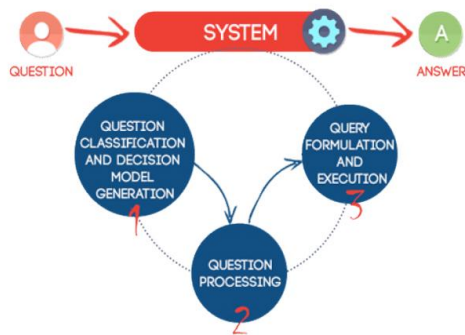 SYSTEM
A
QUESTION
ANSWER
QUESTION
CLASSIFICATION
AND DECISION
MODEL
GENERATION
1
QUERY
FORMULATION
AND
EXECUTION
3
QUESTION
PROCESSING
2